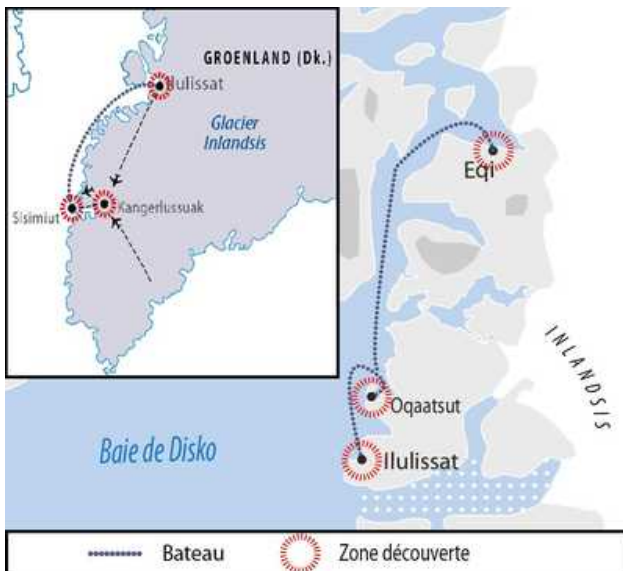 GROENLAND (Dk.)
Ilulissat
Glacier
Inlandsis
Sisimiut
Kangerlussuak
Eqi
INLANDSIS
Oqaatsut
Baie de Disko
Ilulissat
Bateau
Zone découverte